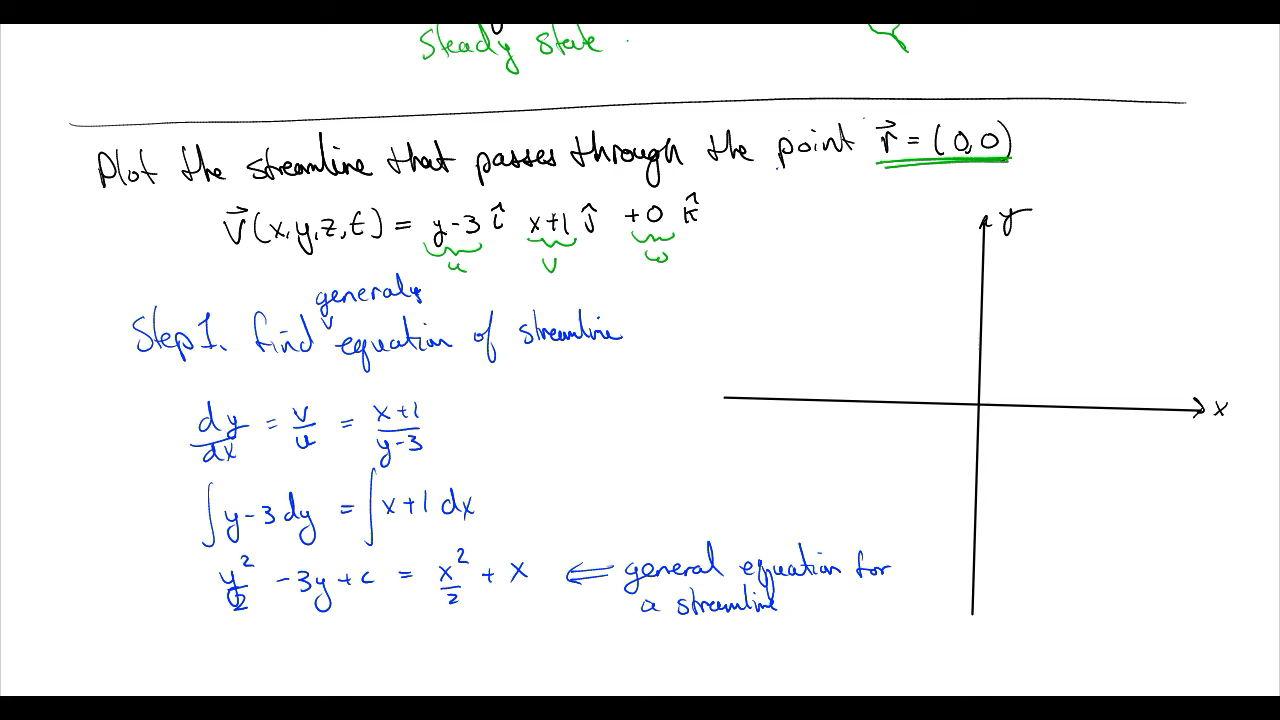 steady state
Plot the streamline that passes through the point r⃗ = (0,0)
V⃗(x,y,z,t) = y-3 î x+1 ĵ +0 k̂
u v w
y
generaly
Step 1. find equation of streamline
dy/dx = v/u = (x+1)/(y-3)
x
∫ y-3 dy = ∫ x+1 dx
y²/2 -3y + c = x²/2 + x ⇐ general equation for
a streamline